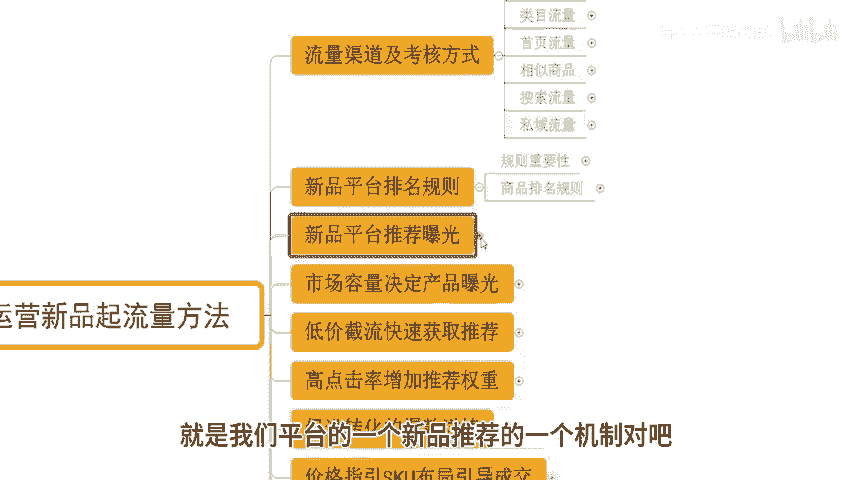 类目流量
首页流量
流量渠道及考核方式
相似商品
搜索流量
私域流量
规则重要性
新品平台排名规则
商品排名规则
新品平台推荐曝光
市场容量决定产品曝光
运营新品起流量方法
低价截流快速获取推荐
高点击率增加推荐权重
就是我们平台的一个新品推荐的一个机制对吧
价格指引SKU布局引导成交
bilibili